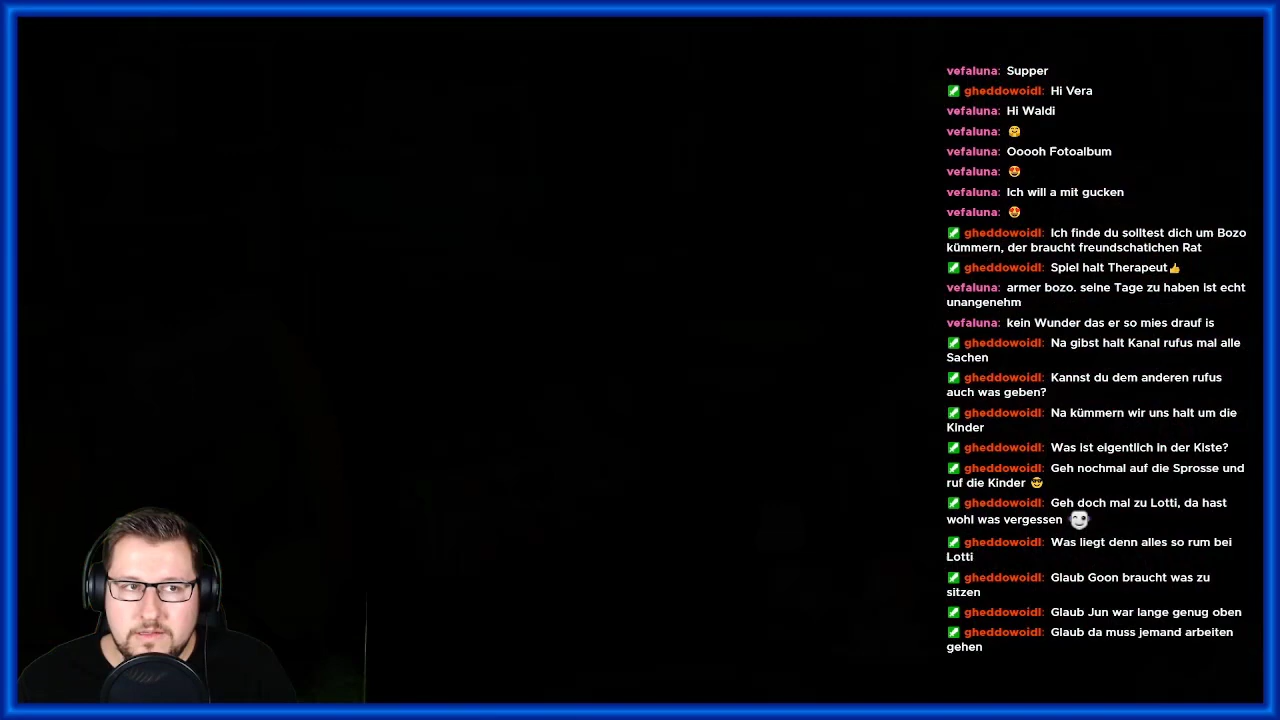 vefaluna: Supper
gheddowoidl: Hi Vera
vefaluna: Hi Waldi
vefaluna: 🤗
vefaluna: Ooooh Fotoalbum
vefaluna: 😍
vefaluna: Ich will a mit gucken
vefaluna: 😍
gheddowoidl: Ich finde du solltest dich um Bozo
kümmern, der braucht freundschatlchen Rat
gheddowoidl: Spiel halt Therapeut👍
vefaluna: armer bozo. seine Tage zu haben ist echt
unangenehm
vefaluna: kein Wunder das er so mies drauf is
gheddowoidl: Na gibst halt Kanal rufus mal alle
Sachen
gheddowoidl: Kannst du dem anderen rufus
auch was geben?
gheddowoidl: Na kümmern wir uns halt um die
Kinder
gheddowoidl: Was ist eigentlich in der Kiste?
gheddowoidl: Geh nochmal auf die Sprosse und
ruf die Kinder 😎
gheddowoidl: Geh doch mal zu Lotti, da hast
wohl was vergessen
gheddowoidl: Was liegt denn alles so rum bei
Lotti
gheddowoidl: Glaub Goon braucht was zu
sitzen
gheddowoidl: Glaub Jun war lange genug oben
gheddowoidl: Glaub da muss jemand arbeiten
gehen